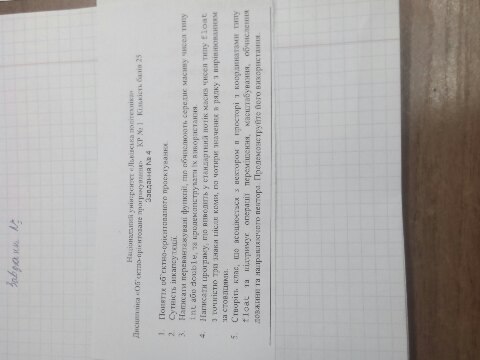 Завдання №
Національний університет «Львівська політехніка»
Дисципліна «Об'єктно-орієнтоване програмування» КР № 1 Кількість балів 25
Завдання № 4
1. Поняття об'єктно-орієнтованого проектування.
2. Сутність інкапсуляції.
3. Написати перевантажувані функції, що обчислюють середнє масиву чисел типу
int або double, та продемонструвати їх використання.
4. Написати програму, що виводить у стандартний потік масив чисел типу float
з точністю три знаки після коми, по чотири значення в рядку з вирівнюванням
за стовпцями.
5. Створіть клас, що асоціюється з вектором в просторі з координатами типу
float та підтримує операції переміщення, масштабування, обчислення
довжини та направляючого вектора. Продемонструйте його використання.